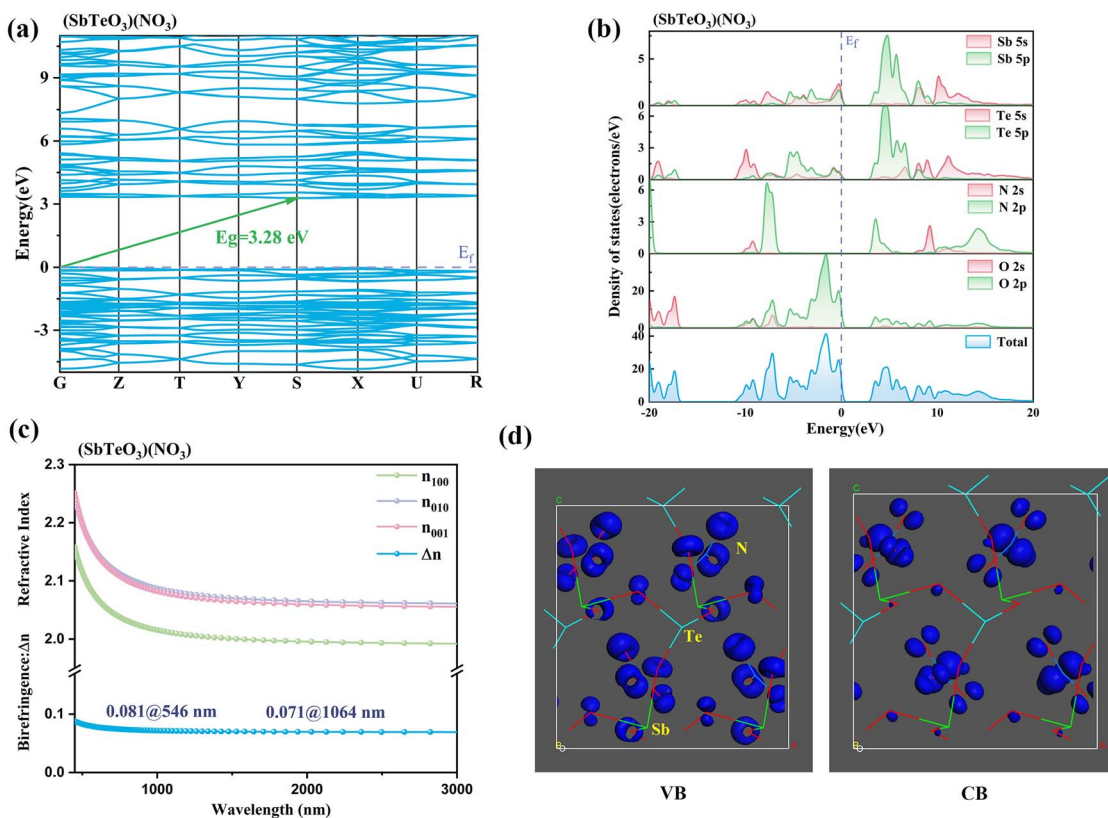 (a)
(SbTeO₃)(NO₃)
Energy(eV)
9
6
3
0
-3
Eg=3.28 eV
E_f
G Z T Y S X U R
(b)
(SbTeO₃)(NO₃)
Density of states(electrons/eV)
E_f
5
0
Sb 5s
Sb 5p
6
3
0
Te 5s
Te 5p
6
3
0
N 2s
N 2p
20
0
O 2s
O 2p
40
20
0
Total
-20 -10 0 10 20
Energy(eV)
(c)
(SbTeO₃)(NO₃)
Birefringence:Δn Refractive Index
2.3
2.2
2.1
2.0
0.1
0.0
n₁₀₀
n₀₁₀
n₀₀₁
Δn
0.081@546 nm 0.071@1064 nm
1000 1500 2000 2500 3000
Wavelength (nm)
(d)
C
N
Te
Sb
B
VB
C
B
CB